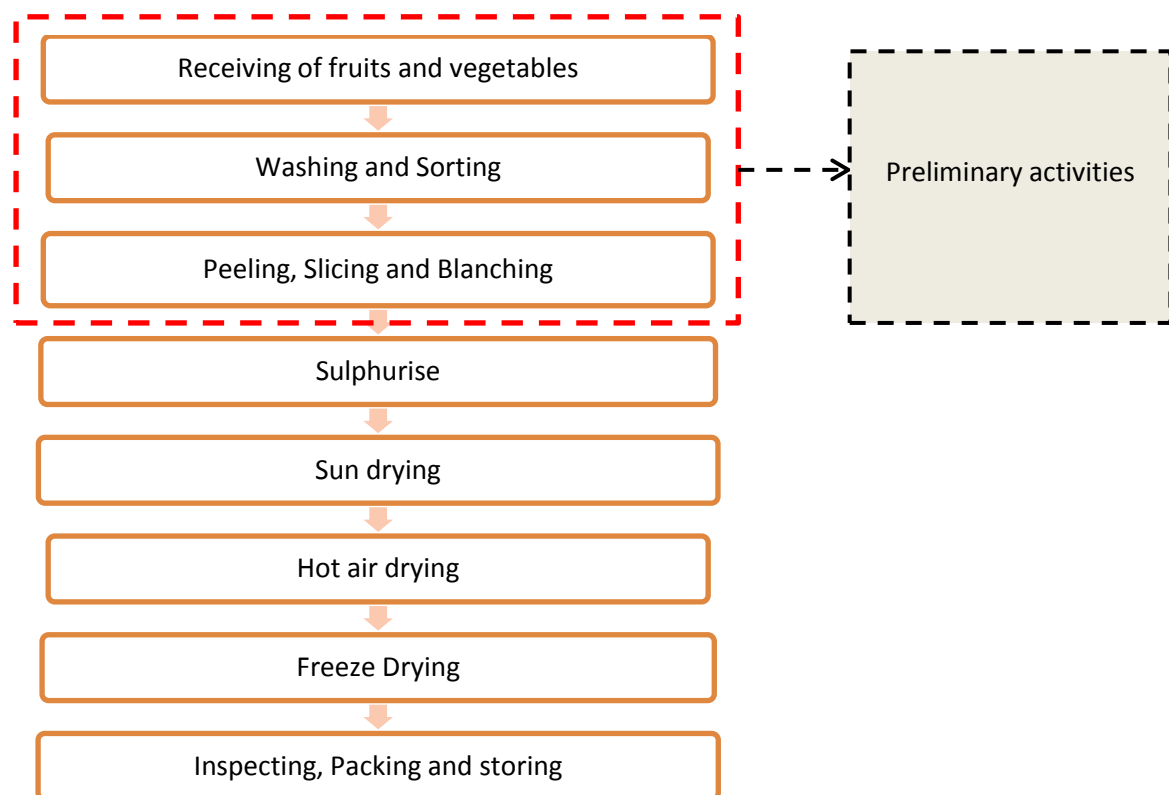 Receiving of fruits and vegetables
Washing and Sorting
Preliminary activities
Peeling, Slicing and Blanching
Sulphurise
Sun drying
Hot air drying
Freeze Drying
Inspecting, Packing and storing